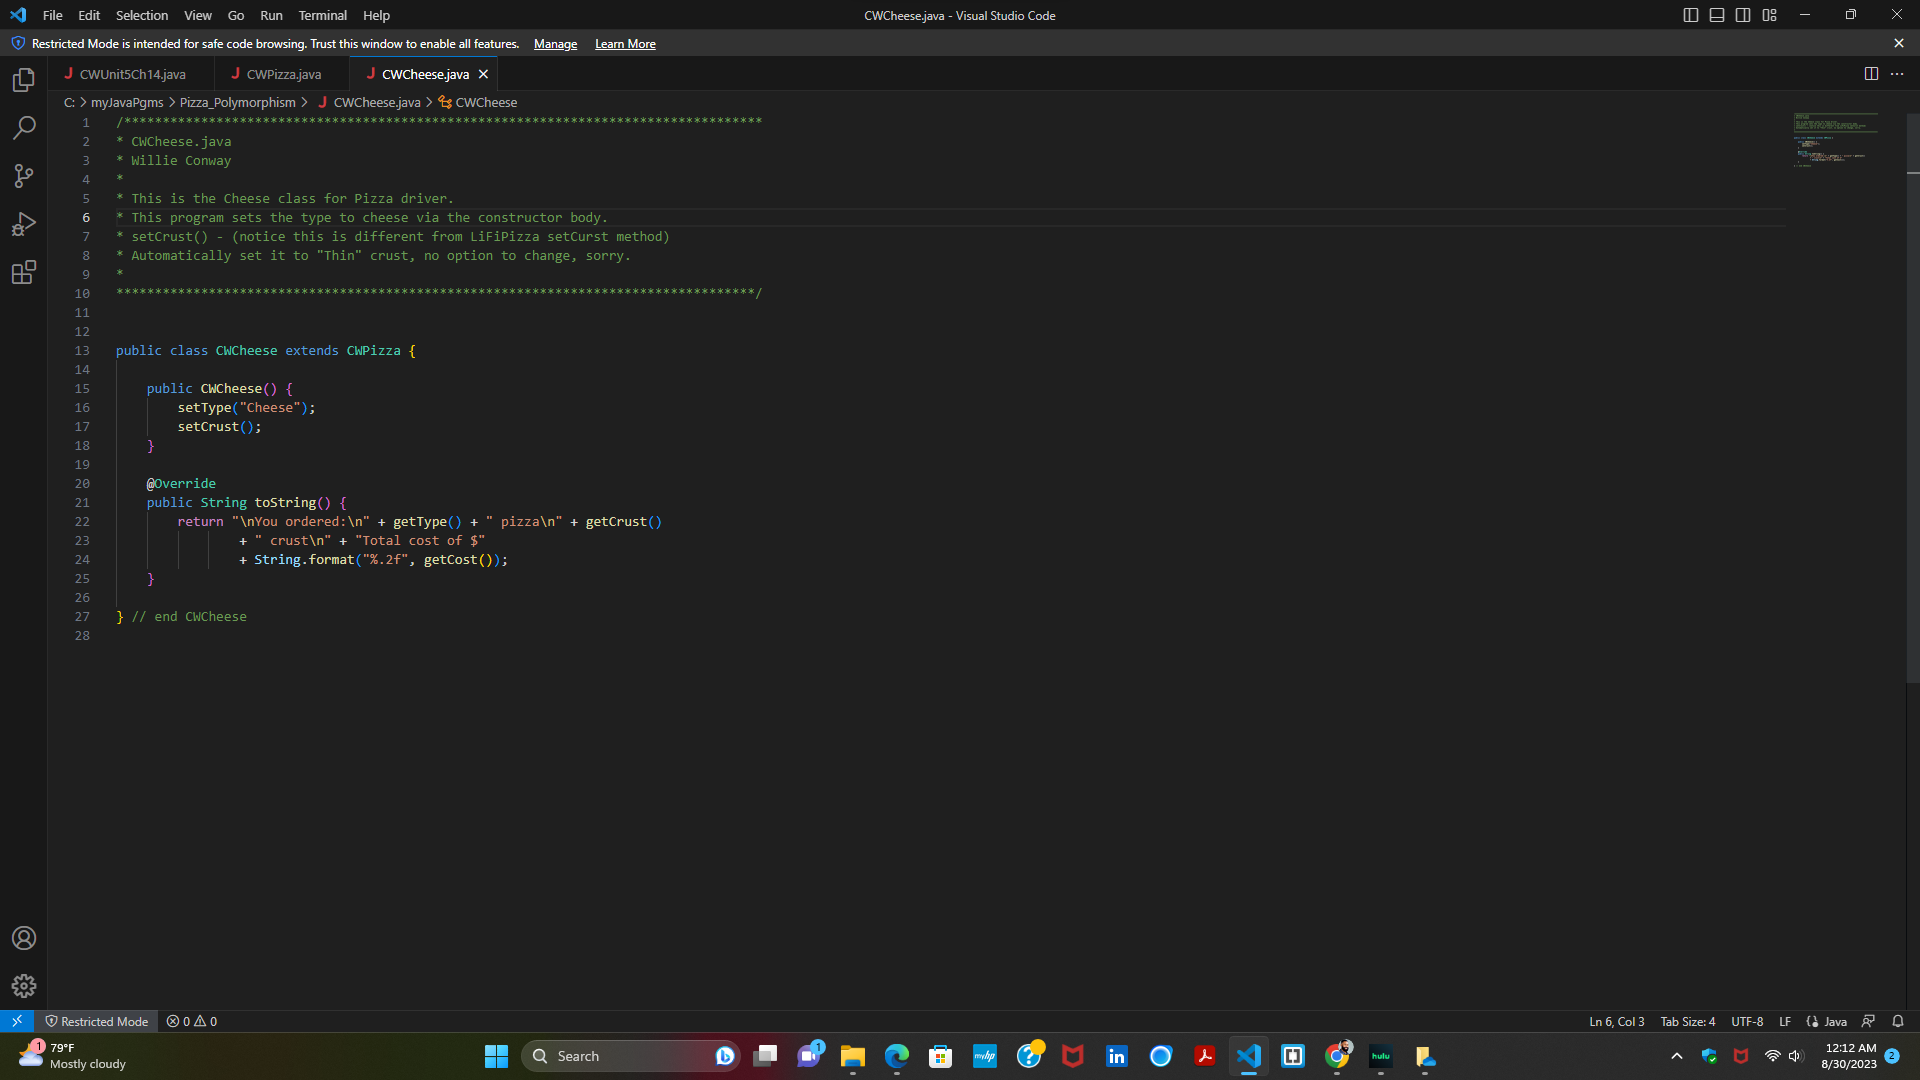 File Edit Selection View Go Run Terminal Help CWCheese.java - Visual Studio Code
Restricted Mode is intended for safe code browsing. Trust this window to enable all features. Manage Learn More
CWUnit5Ch14.java CWPizza.java CWCheese.java
C: > myJavaPgms > Pizza_Polymorphism > CWCheese.java > CWCheese
1 /***********************************************************************************
2 * CWCheese.java
3 * Willie Conway
4 *
5 * This is the Cheese class for Pizza driver.
6 * This program sets the type to cheese via the constructor body.
7 * setCrust() - (notice this is different from LiFiPizza setCurst method)
8 * Automatically set it to "Thin" crust, no option to change, sorry.
9 *
10 ***********************************************************************************/
11
12
13 public class CWCheese extends CWPizza {
14
15 public CWCheese() {
16 setType("Cheese");
17 setCrust();
18 }
19
20 @Override
21 public String toString() {
22 return "\nYou ordered:\n" + getType() + " pizza\n" + getCrust()
23 + " crust\n" + "Total cost of $"
24 + String.format("%.2f", getCost());
25 }
26
27 } // end CWCheese
28
Restricted Mode 0 0 Ln 6, Col 3 Tab Size: 4 UTF-8 LF {} Java
1 79°F
Mostly cloudy
Search
1
myhp
?
in
hulu
12:12 AM
8/30/2023
2